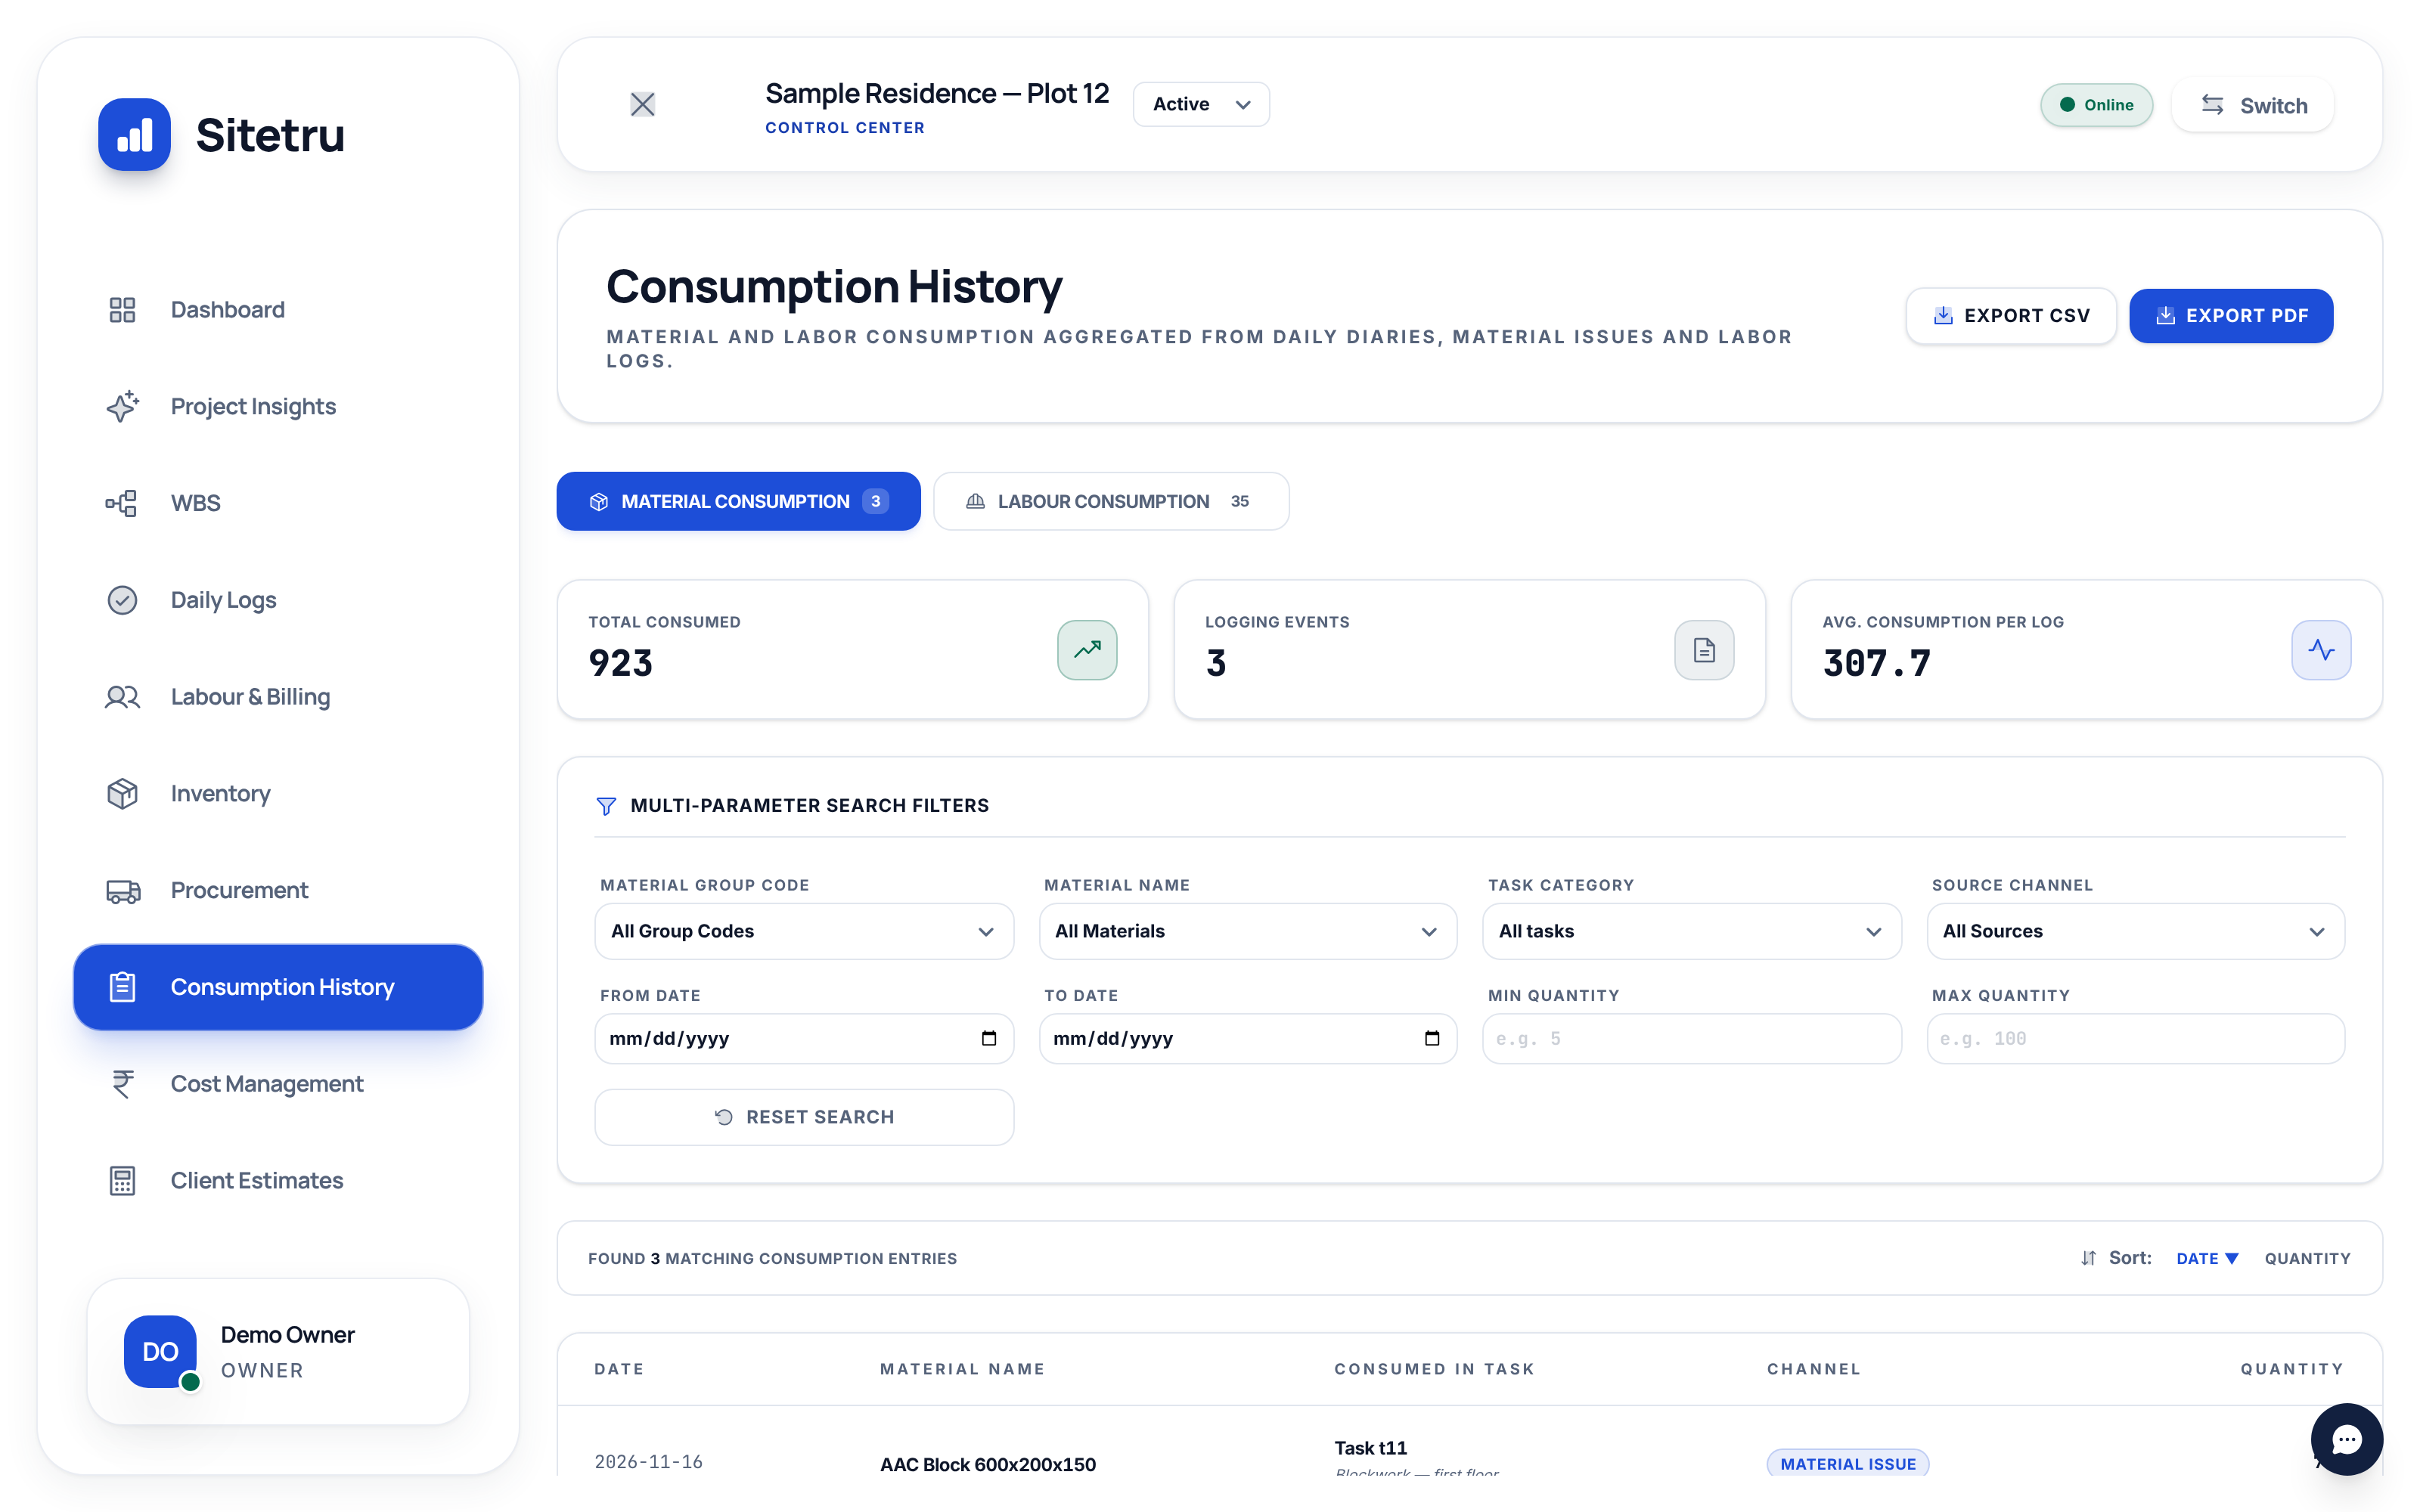 Sitetru
Dashboard
Project Insights
WBS
Daily Logs
Labour & Billing
Inventory
Procurement
Consumption History
Cost Management
Client Estimates
DO
Demo Owner
OWNER
Sample Residence — Plot 12
CONTROL CENTER
Active
Online
Switch
Consumption History
MATERIAL AND LABOR CONSUMPTION AGGREGATED FROM DAILY DIARIES, MATERIAL ISSUES AND LABOR
LOGS.
EXPORT CSV
EXPORT PDF
MATERIAL CONSUMPTION 3
LABOUR CONSUMPTION 35
TOTAL CONSUMED
923
LOGGING EVENTS
3
AVG. CONSUMPTION PER LOG
307.7
MULTI-PARAMETER SEARCH FILTERS
MATERIAL GROUP CODE
All Group Codes
MATERIAL NAME
All Materials
TASK CATEGORY
All tasks
SOURCE CHANNEL
All Sources
FROM DATE
mm/dd/yyyy
TO DATE
mm/dd/yyyy
MIN QUANTITY
e.g. 5
MAX QUANTITY
e.g. 100
RESET SEARCH
FOUND 3 MATCHING CONSUMPTION ENTRIES
Sort: DATE ▼ QUANTITY
DATE MATERIAL NAME CONSUMED IN TASK CHANNEL QUANTITY
2026-11-16
AAC Block 600x200x150
Task t11
Blockwork — first floor
MATERIAL ISSUE